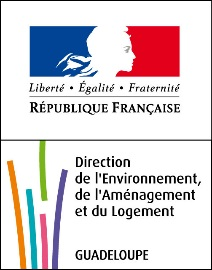 Liberté • Égalité • Fraternité
RÉPUBLIQUE FRANÇAISE
Direction
de l'Environnement,
de l'Aménagement
et du Logement
GUADELOUPE